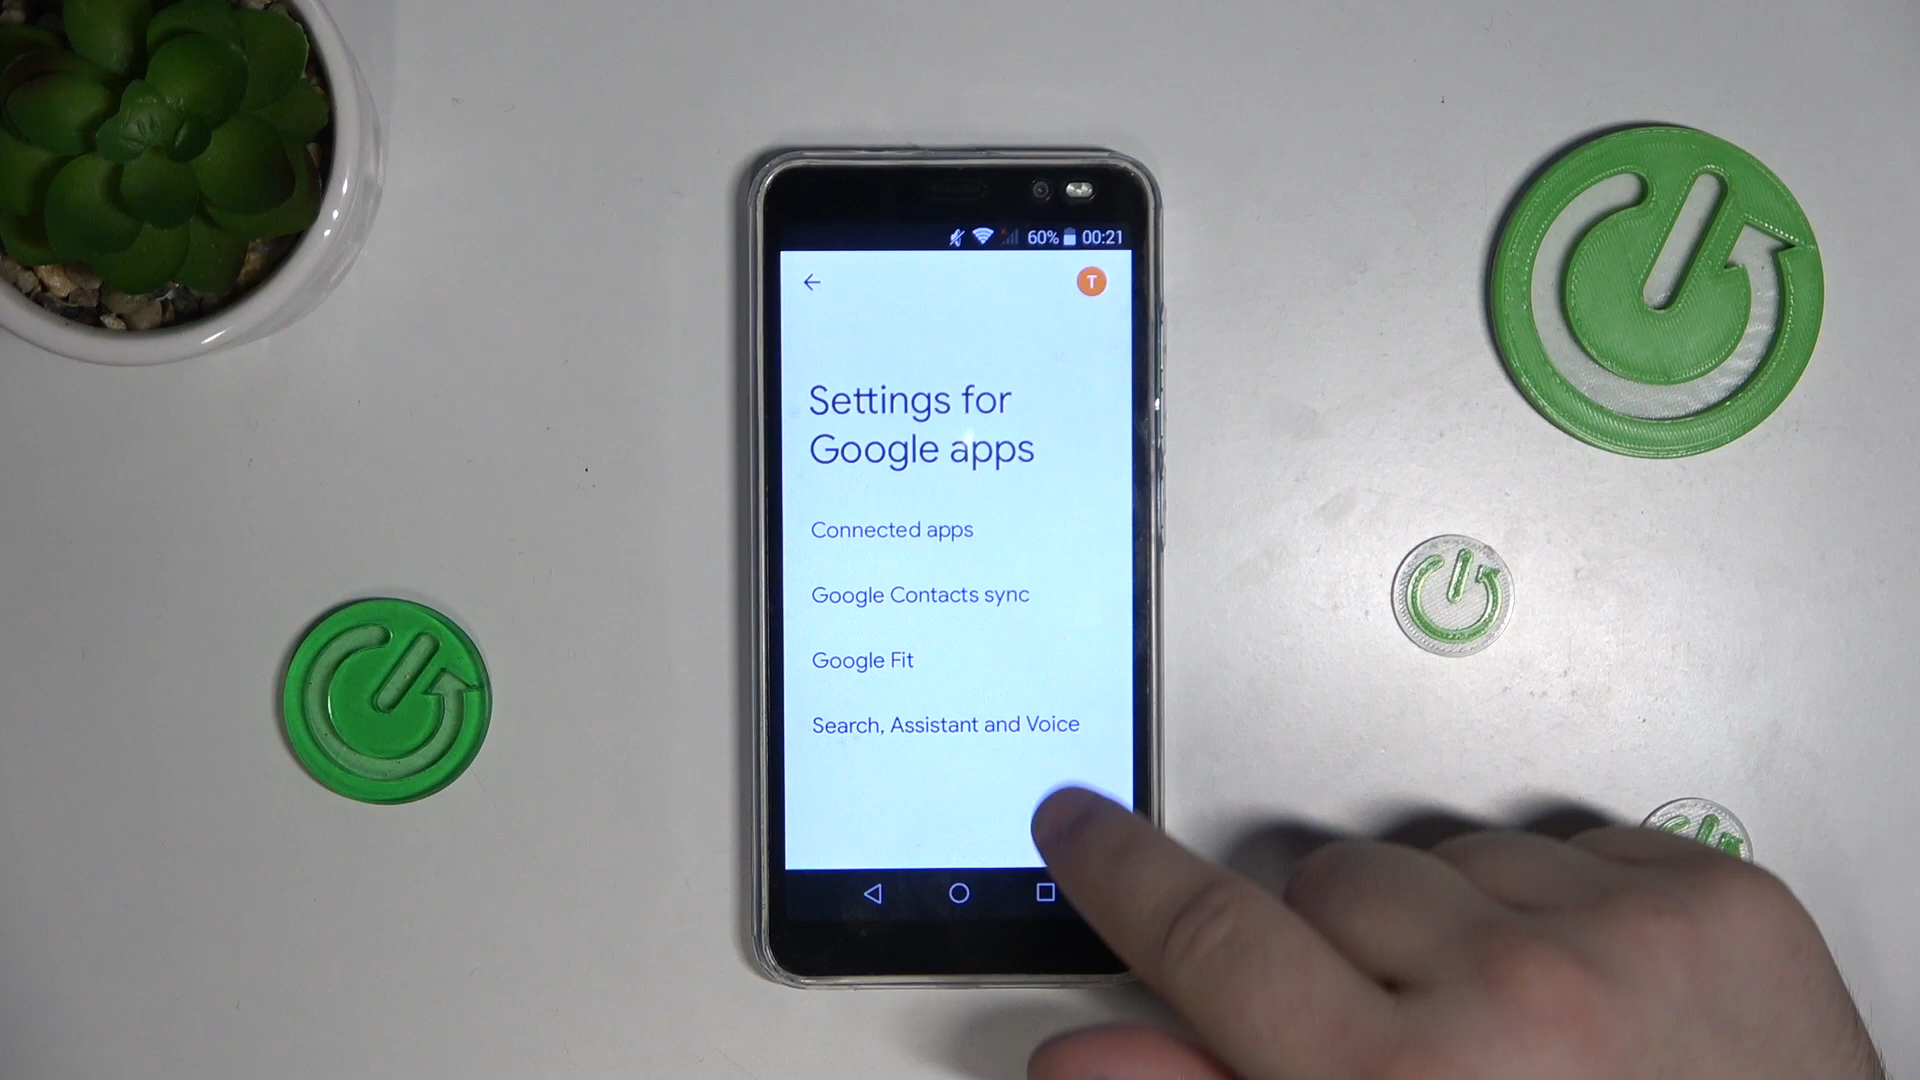 60% 00:21
T
Settings for
Google apps
Connected apps
Google Contacts sync
Google Fit
Search, Assistant and Voice